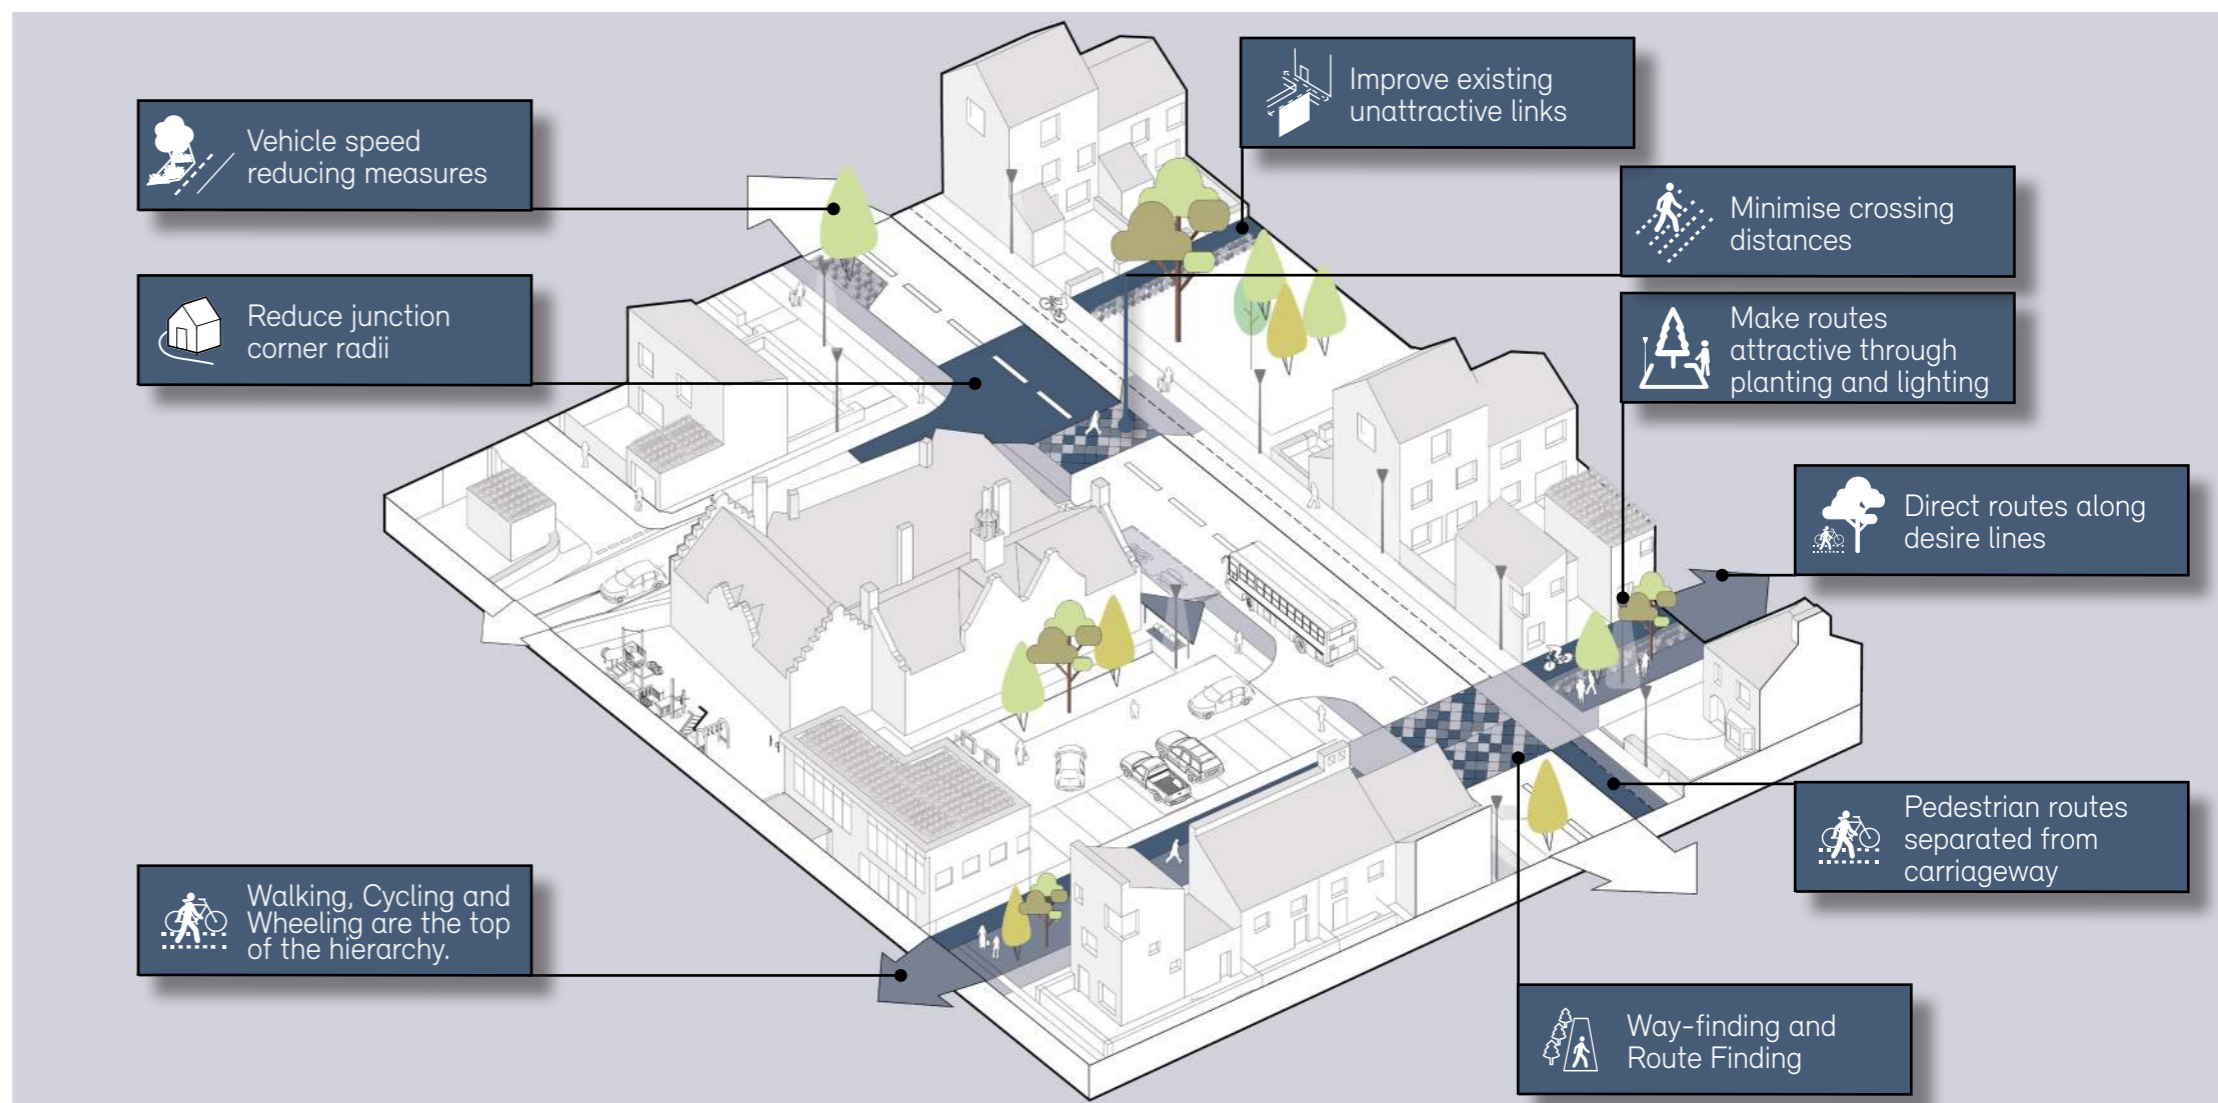 Improve existing
unattractive links
Vehicle speed
reducing measures
Minimise crossing
distances
Reduce junction
corner radii
Make routes
attractive through
planting and lighting
Direct routes along
desire lines
Pedestrian routes
separated from
carriageway
Walking, Cycling and
Wheeling are the top
of the hierarchy.
Way-finding and
Route Finding